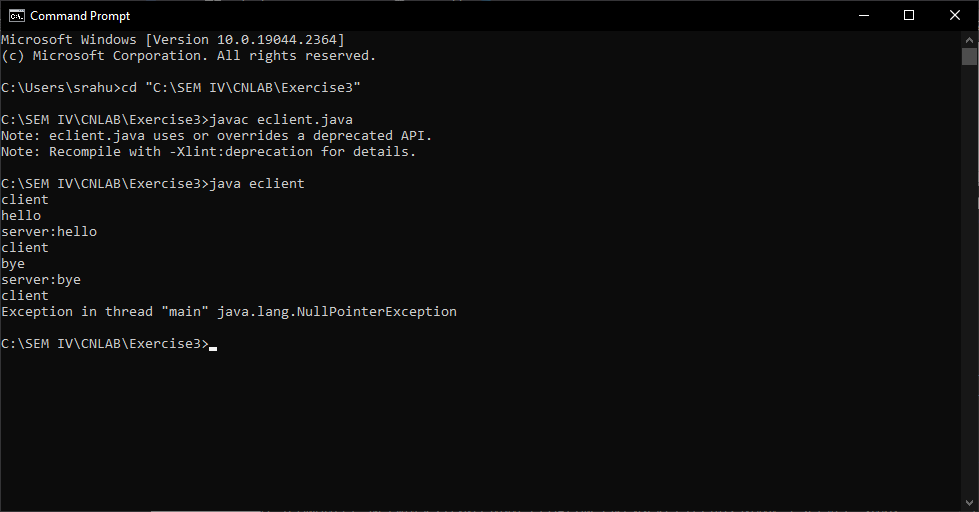 Command Prompt
Microsoft Windows [Version 10.0.19044.2364]
(c) Microsoft Corporation. All rights reserved.
C:\Users\srahu>cd "C:\SEM IV\CNLAB\Exercise3"
C:\SEM IV\CNLAB\Exercise3>javac eclient.java
Note: eclient.java uses or overrides a deprecated API.
Note: Recompile with -Xlint:deprecation for details.
C:\SEM IV\CNLAB\Exercise3>java eclient
client
hello
server:hello
client
bye
server:bye
client
Exception in thread "main" java.lang.NullPointerException
C:\SEM IV\CNLAB\Exercise3>